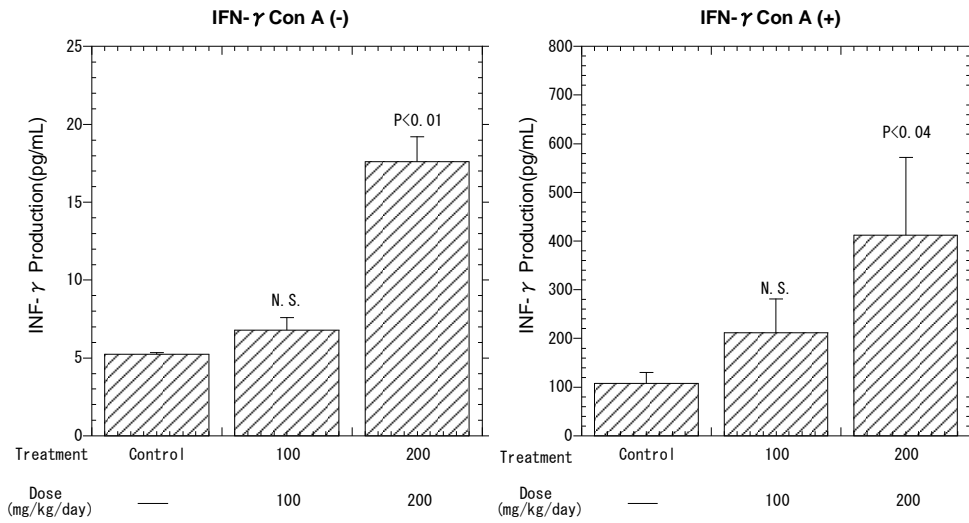 IFN-γ Con A (-)
25
20
15
10
5
0
INF-γ Production(pg/mL)
N.S.
P<0.01
Treatment Control 100 200
Dose
(mg/kg/day) — 100 200
IFN-γ Con A (+)
800
700
600
500
400
300
200
100
0
INF-γ Production(pg/mL)
N.S.
P<0.04
Treatment Control 100 200
Dose
(mg/kg/day) — 100 200